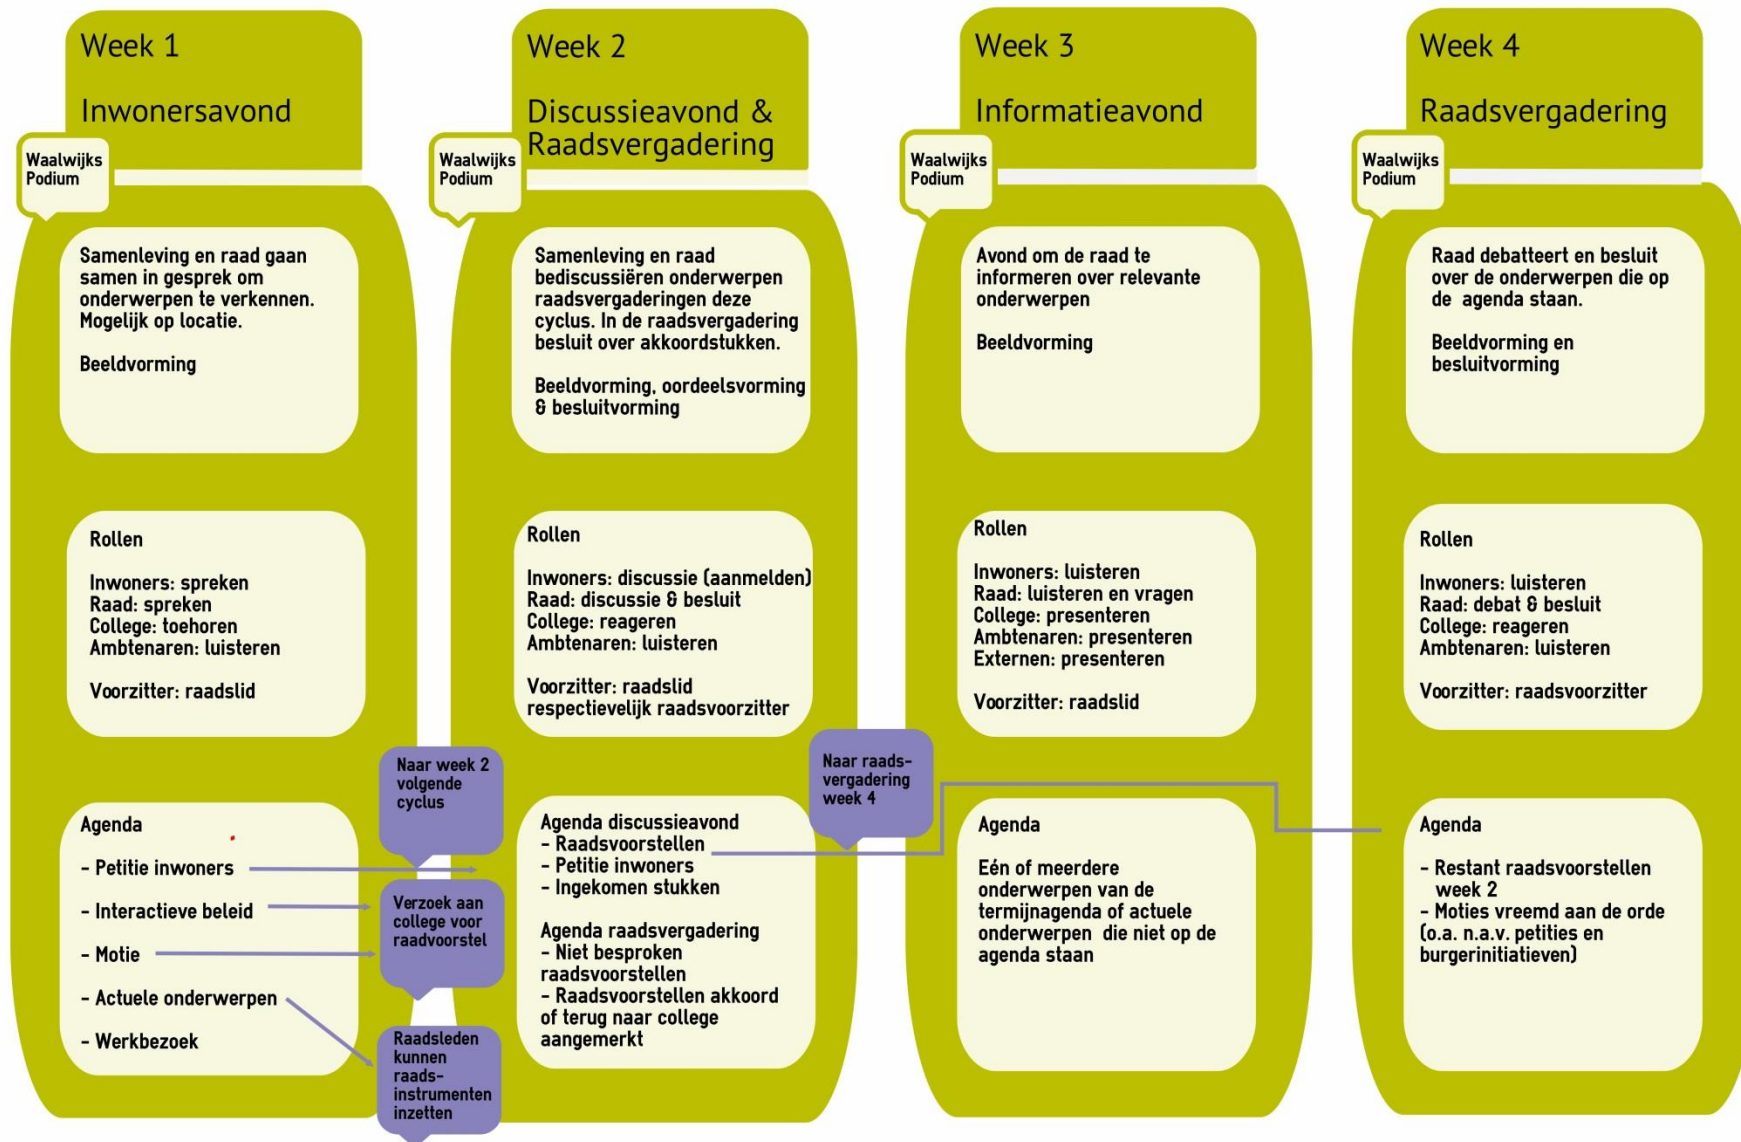 Week 1
Inwonersavond
Waalwijks
Podium
Samenleving en raad gaan
samen in gesprek om
onderwerpen te verkennen.
Mogelijk op locatie.
Beeldvorming
Rollen
Inwoners: spreken
Raad: spreken
College: toehoren
Ambtenaren: luisteren
Voorzitter: raadslid
Agenda
- Petitie inwoners
- Interactieve beleid
- Motie
- Actuele onderwerpen
- Werkbezoek
Naar week 2
volgende
cyclus
Verzoek aan
college voor
raadvoorstel
Raadsleden
kunnen
raads-
instrumenten
inzetten
Week 2
Discussieavond &
Raadsvergadering
Waalwijks
Podium
Samenleving en raad
bediscussiëren onderwerpen
raadsvergaderingen deze
cyclus. In de raadsvergadering
besluit over akkoordstukken.
Beeldvorming, oordeelsvorming
& besluitvorming
Rollen
Inwoners: discussie (aanmelden)
Raad: discussie & besluit
College: reageren
Ambtenaren: luisteren
Voorzitter: raadslid
respectievelijk raadsvoorzitter
Agenda discussieavond
- Raadsvoorstellen
- Petitie inwoners
- Ingekomen stukken
Agenda raadsvergadering
- Niet besproken
raadsvoorstellen
- Raadsvoorstellen akkoord
of terug naar college
aangemerkt
Naar raads-
vergadering
week 4
Week 3
Informatieavond
Waalwijks
Podium
Avond om de raad te
informeren over relevante
onderwerpen
Beeldvorming
Rollen
Inwoners: luisteren
Raad: luisteren en vragen
College: presenteren
Ambtenaren: presenteren
Externen: presenteren
Voorzitter: raadslid
Agenda
Eén of meerdere
onderwerpen van de
termijnagenda of actuele
onderwerpen die niet op de
agenda staan
Week 4
Raadsvergadering
Waalwijks
Podium
Raad debatteert en besluit
over de onderwerpen die op
de agenda staan.
Beeldvorming en
besluitvorming
Rollen
Inwoners: luisteren
Raad: debat & besluit
College: reageren
Ambtenaren: luisteren
Voorzitter: raadsvoorzitter
Agenda
- Restant raadsvoorstellen
week 2
- Moties vreemd aan de orde
(o.a. n.a.v. petities en
burgerinitiatieven)